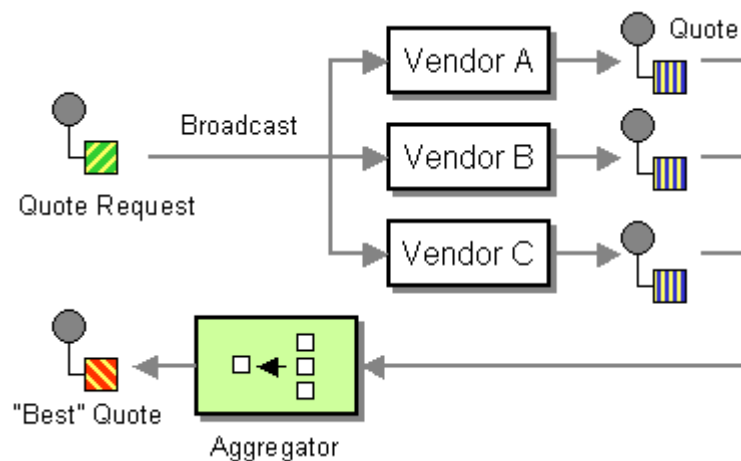 Quote
Vendor A
Broadcast
Vendor B
Quote Request
Vendor C
"Best" Quote
Aggregator